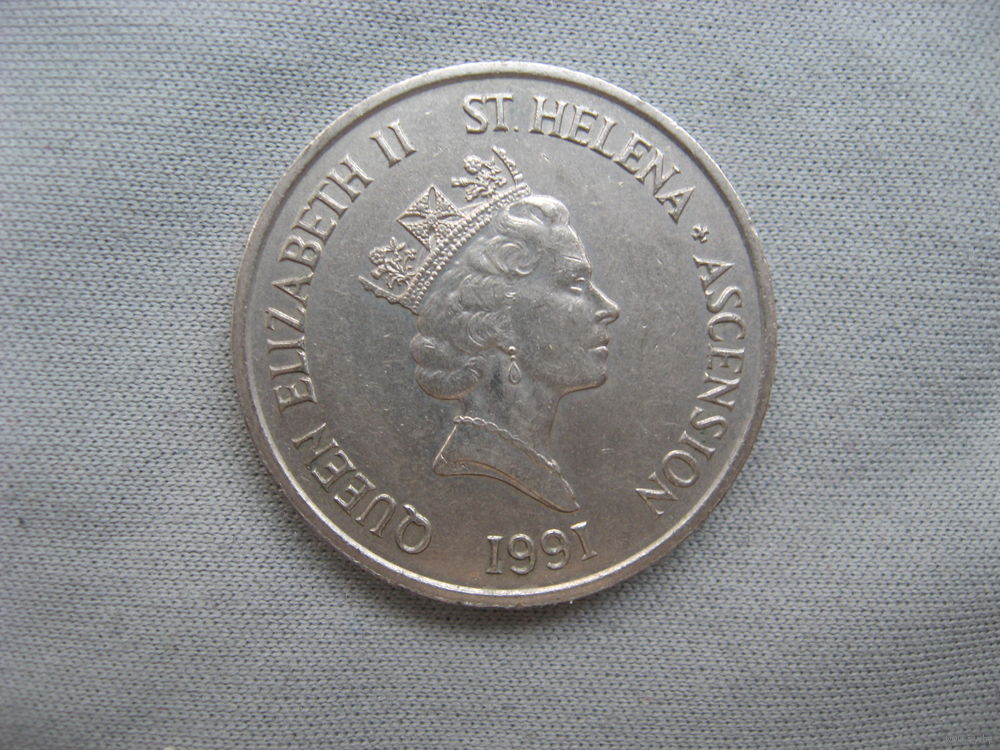 QUEEN ELIZABETH II ST. HELENA * ASCENSION
1991